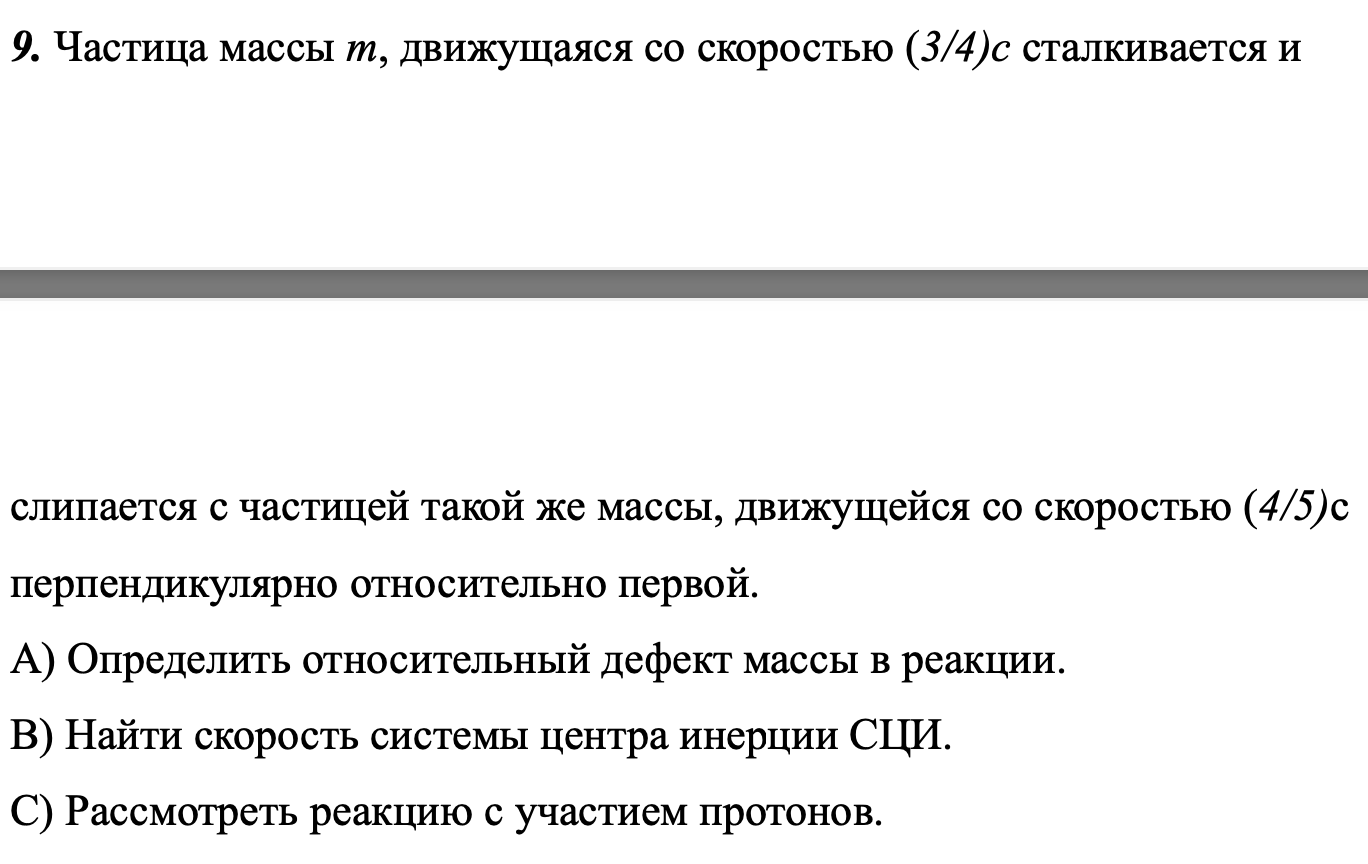 9. Частица массы m, движущаяся со скоростью (3/4)c сталкивается и
слипается с частицей такой же массы, движущейся со скоростью (4/5)с
перпендикулярно относительно первой.
A) Определить относительный дефект массы в реакции.
B) Найти скорость системы центра инерции СЦИ.
C) Рассмотреть реакцию с участием протонов.